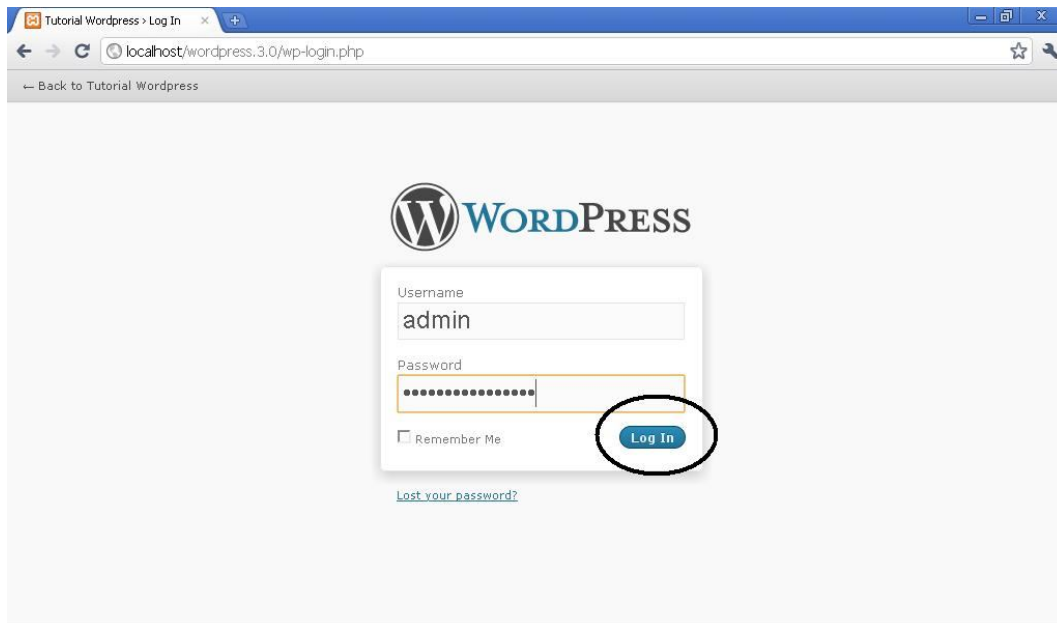 Tutorial Wordpress › Log In
localhost/wordpress.3.0/wp-login.php
← Back to Tutorial Wordpress
WORDPRESS
Username
admin
Password
••••••••••••••••
Remember Me
Log In
Lost your password?